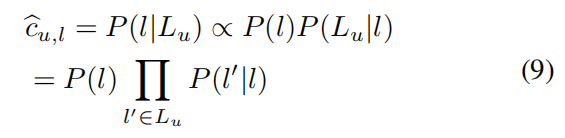 ĉ_{u,l} = P(l|L_u) ∝ P(l)P(L_u|l)
= P(l) ∏_{l'∈L_u} P(l'|l) (9)